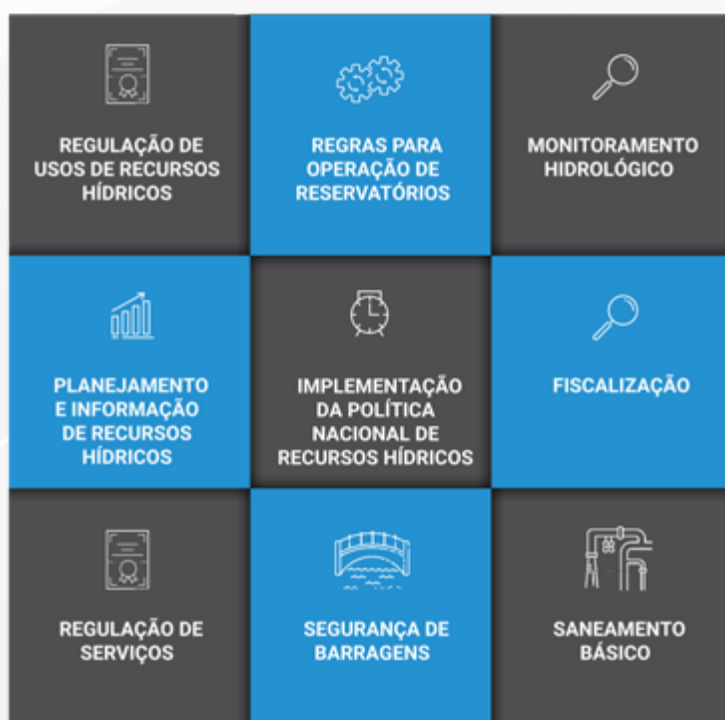 REGULAÇÃO DE
USOS DE RECURSOS
HÍDRICOS
REGRAS PARA
OPERAÇÃO DE
RESERVATÓRIOS
MONITORAMENTO
HIDROLÓGICO
PLANEJAMENTO
E INFORMAÇÃO
DE RECURSOS
HÍDRICOS
IMPLEMENTAÇÃO
DA POLÍTICA
NACIONAL DE
RECURSOS HÍDRICOS
FISCALIZAÇÃO
REGULAÇÃO DE
SERVIÇOS
SEGURANÇA DE
BARRAGENS
SANEAMENTO
BÁSICO